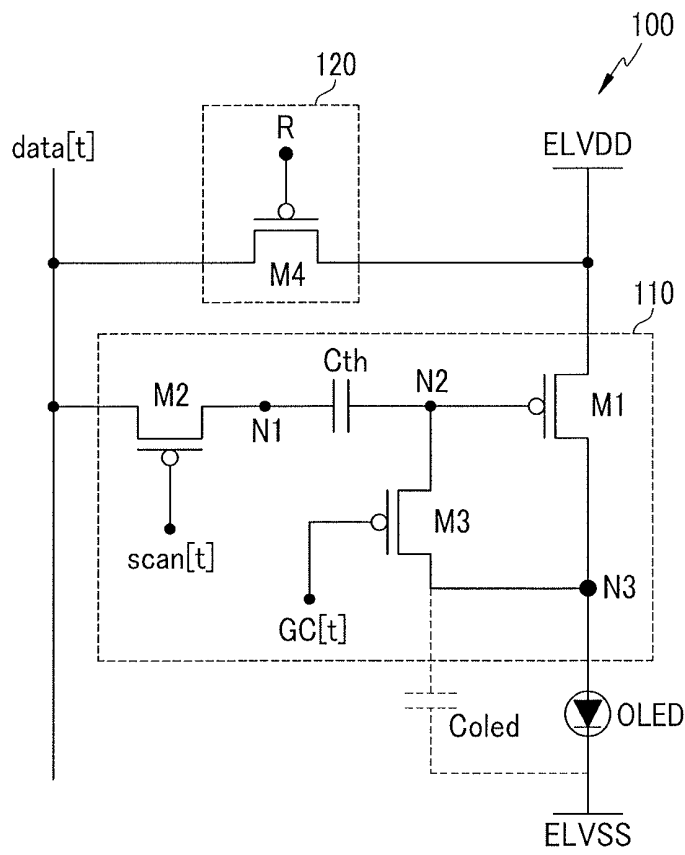 100
120
R
data[t]
ELVDD
M4
110
M2
Cth
N2
N1
M1
M3
scan[t]
GC[t]
N3
Coled
OLED
ELVSS